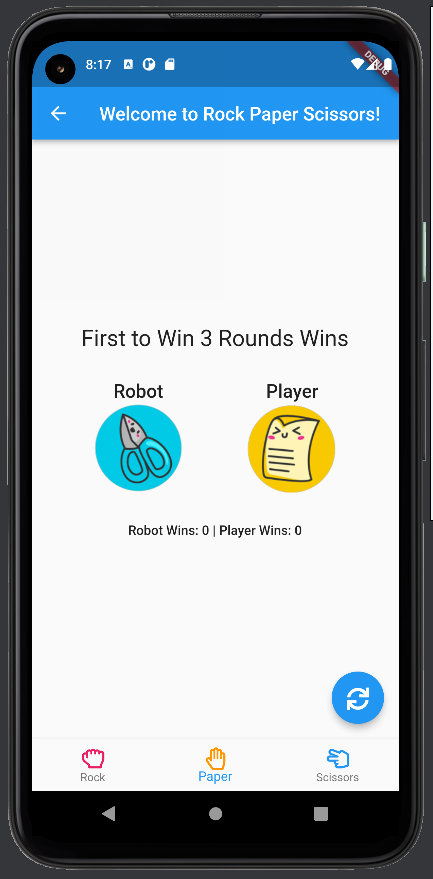 8:17
DEBUG
Welcome to Rock Paper Scissors!
First to Win 3 Rounds Wins
Robot Player
Robot Wins: 0 | Player Wins: 0
Rock Paper Scissors